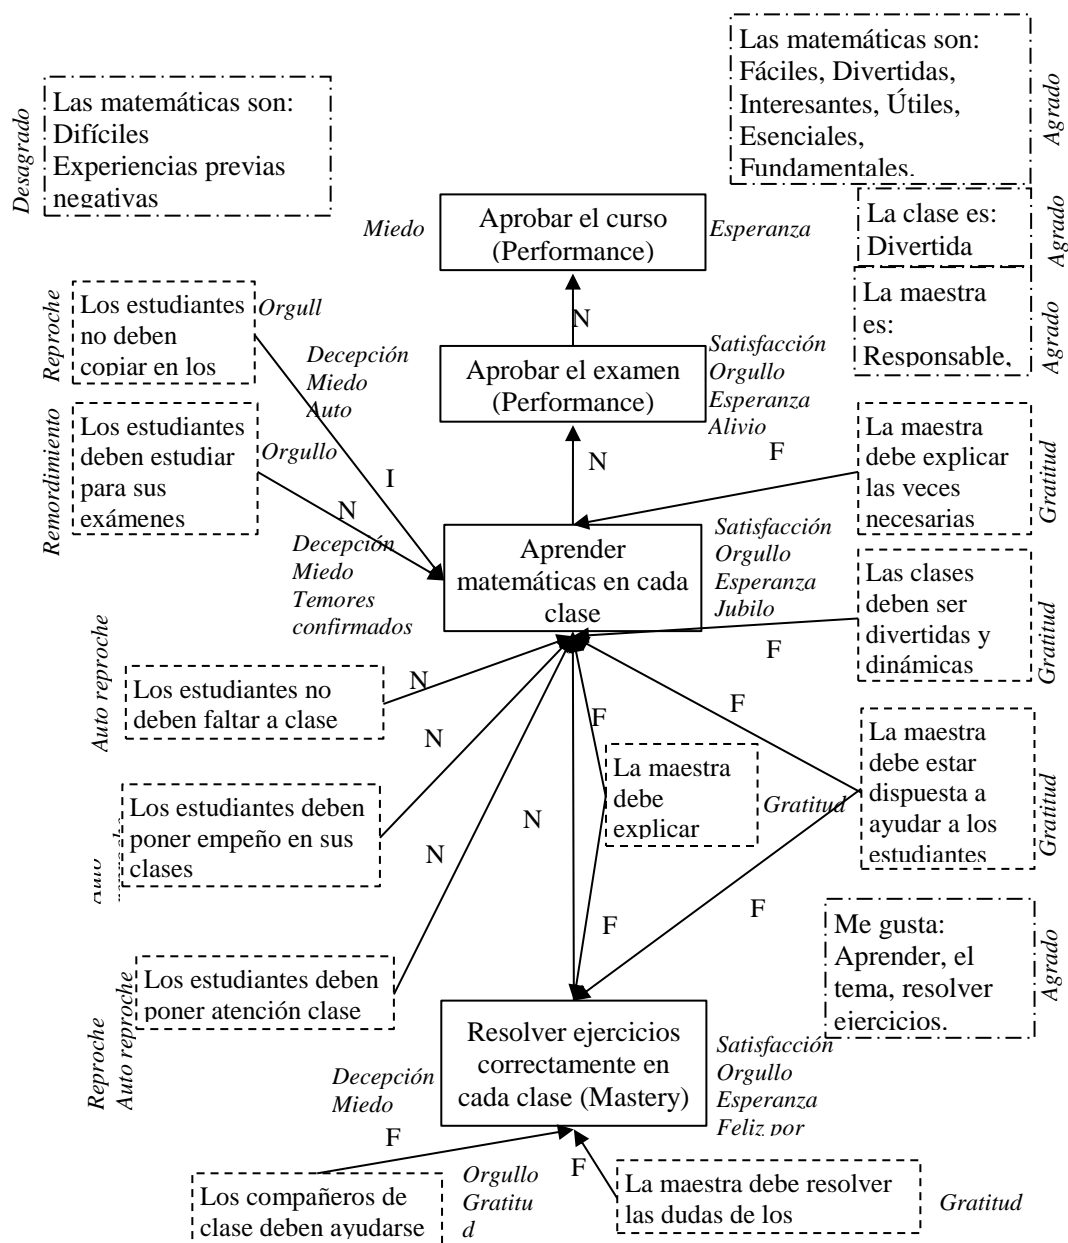 Las matemáticas son:
Fáciles, Divertidas,
Interesantes, Útiles,
Esenciales,
Fundamentales.
Agrado
Desagrado
Las matemáticas son:
Difíciles
Experiencias previas
negativas
Miedo
Aprobar el curso
(Performance)
Esperanza
La clase es:
Divertida
Agrado
N
La maestra
es:
Responsable,
Agrado
Reproche
Los estudiantes
no deben
copiar en los
Orgull
Decepción
Miedo
Auto
Aprobar el examen
(Performance)
Satisfacción
Orgullo
Esperanza
Alivio
Remordimiento
Los estudiantes
deben estudiar
para sus
exámenes
Orgullo
I
N
N
F
La maestra
debe explicar
las veces
necesarias
Gratitud
Decepción
Miedo
Temores
confirmados
Aprender
matemáticas en cada
clase
Satisfacción
Orgullo
Esperanza
Jubilo
Las clases
deben ser
divertidas y
dinámicas
Gratitud
F
Auto reproche
Los estudiantes no
deben faltar a clase
N
N
F
F
La maestra
debe
explicar
Gratitud
La maestra
debe estar
dispuesta a
ayudar a los
estudiantes
Gratitud
Auto
Los estudiantes deben
poner empeño en sus
clases
N
N
F
F
Reproche
Auto reproche
Los estudiantes deben
poner atención clase
Me gusta:
Aprender, el
tema, resolver
ejercicios.
Agrado
Decepción
Miedo
Resolver ejercicios
correctamente en
cada clase (Mastery)
Satisfacción
Orgullo
Esperanza
Feliz por
F
F
Los compañeros de
clase deben ayudarse
Orgullo
Gratitu
d
La maestra debe resolver
las dudas de los
Gratitud